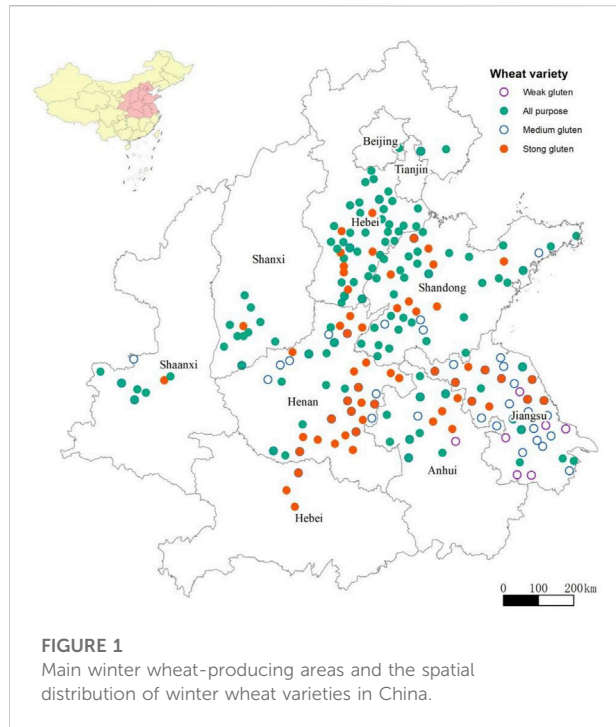 Wheat variety
Weak gluten
All purpose
Medium gluten
Stong gluten
Beijing
Tianjin
Hebei
Shanxi
Shandong
Shaanxi
Henan
Jiangsu
Anhui
Hebei
0 100 200km
FIGURE 1
Main winter wheat-producing areas and the spatial
distribution of winter wheat varieties in China.